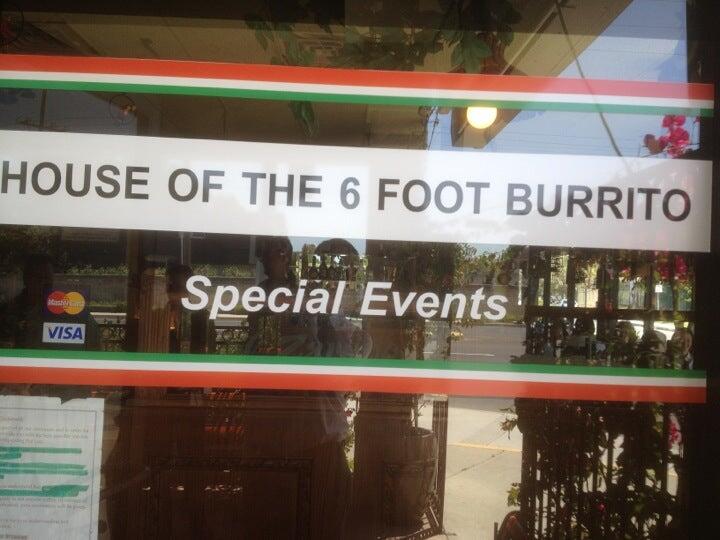 HOUSE OF THE 6 FOOT BURRITO
Special Events
MasterCard
VISA